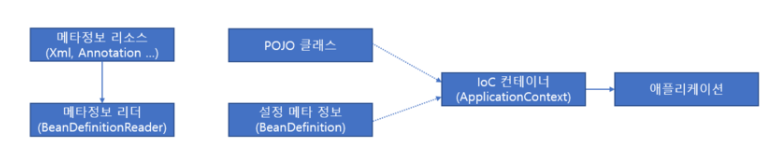 메타정보 리소스
(Xml, Annotation ...)
메타정보 리더
(BeanDefinitionReader)
POJO 클래스
설정 메타 정보
(BeanDefinition)
IoC 컨테이너
(ApplicationContext)
애플리케이션